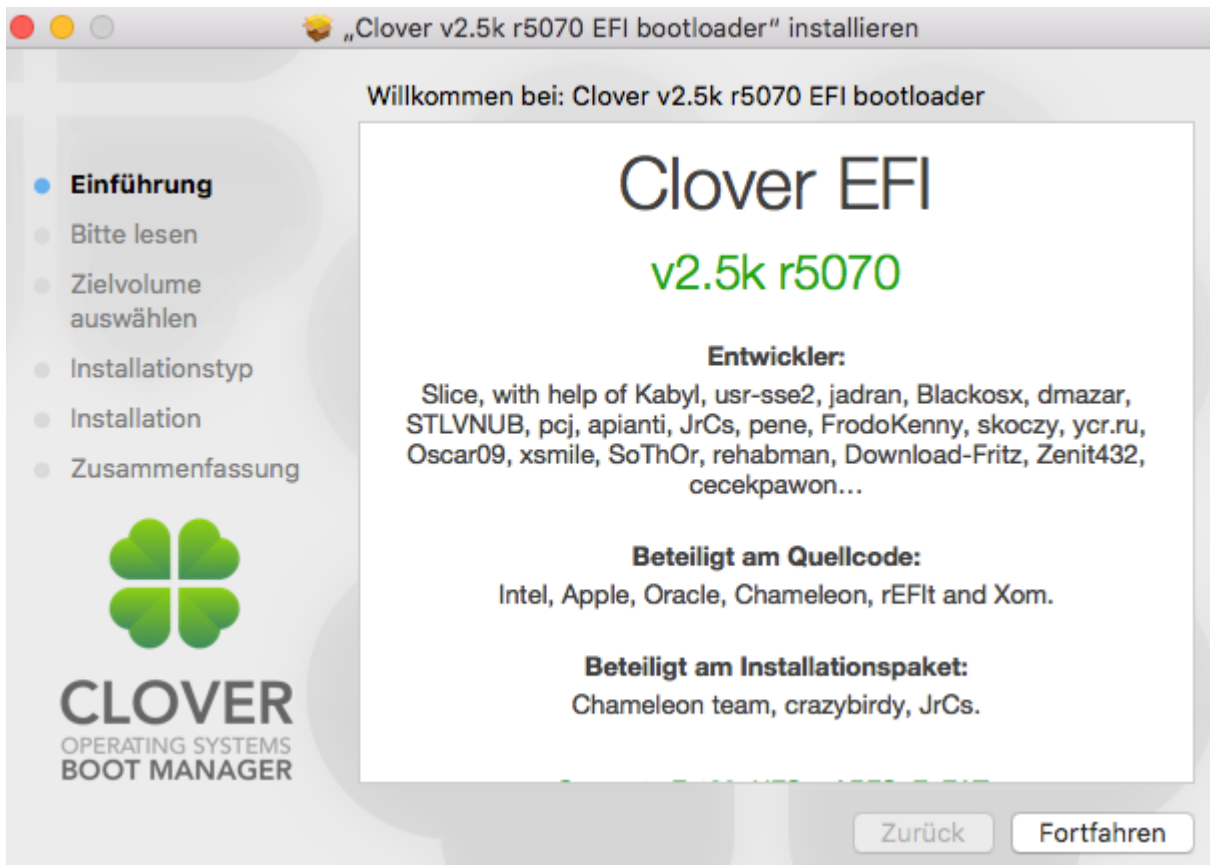 „Clover v2.5k r5070 EFI bootloader“ installieren
Willkommen bei: Clover v2.5k r5070 EFI bootloader
Einführung
Bitte lesen
Zielvolume
auswählen
Installationstyp
Installation
Zusammenfassung
CLOVER
OPERATING SYSTEMS
BOOT MANAGER
Clover EFI
v2.5k r5070
Entwickler:
Slice, with help of Kabyl, usr-sse2, jadran, Blackosx, dmazar,
STLVNUB, pcj, apianti, JrCs, pene, FrodoKenny, skoczy, ycr.ru,
Oscar09, xsmile, SoThOr, rehabman, Download-Fritz, Zenit432,
cecekpawon…
Beteiligt am Quellcode:
Intel, Apple, Oracle, Chameleon, rEFIt and Xom.
Beteiligt am Installationspaket:
Chameleon team, crazybirdy, JrCs.
Zurück
Fortfahren